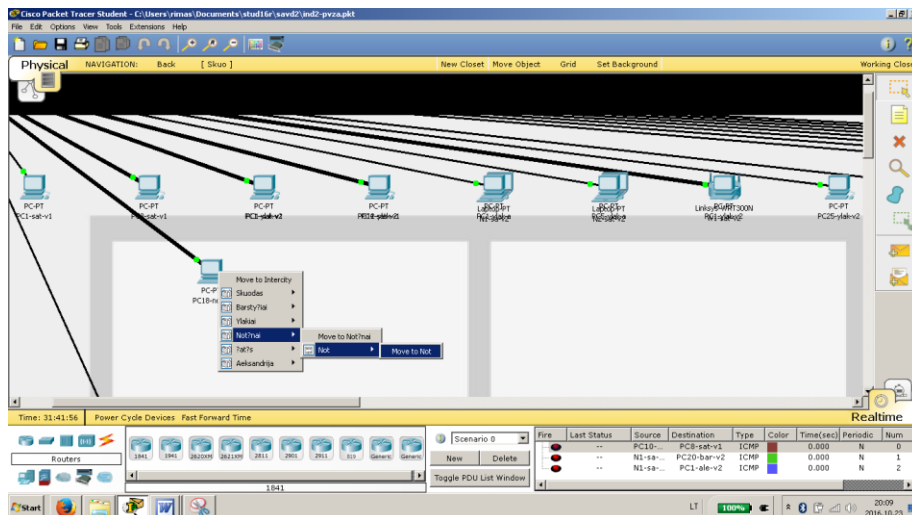 Cisco Packet Tracer Student - C:\Users\rimas\Documents\stud16r\savd2\ind2-pvza.pkt
File Edit Options View Tools Extensions Help
Physical NAVIGATION: Back [ Skuo ] New Closet Move Object Grid Set Background Working Close
PC-PT PC-PT PC-PT PC-PT PC-PT
PC1-sat-v1 PC25-ylak-v2
PC-P
PC18-no
Move to Intercity
Skuodas
Barsty?iai
Ylakiai
Not?nai Move to Not?nai
?at?s Not Move to Not
Aeksandrija
Time: 31:41:56 Power Cycle Devices Fast Forward Time Realtime
Routers
1841 1941 2620XM 2621XM 2811 2901 2911 819 Generic Generic
1841
Scenario 0
New Delete
Toggle PDU List Window
Fire Last Status Source Destination Type Color Time(sec) Periodic Num
-- PC10-... PC8-sat-v1 ICMP 0.000 N 0
-- N1-sa-... PC20-bar-v2 ICMP 0.000 N 1
-- N1-sa-... PC1-ale-v2 ICMP 0.000 N 2
Start LT 100% 20:09
2016.10.23